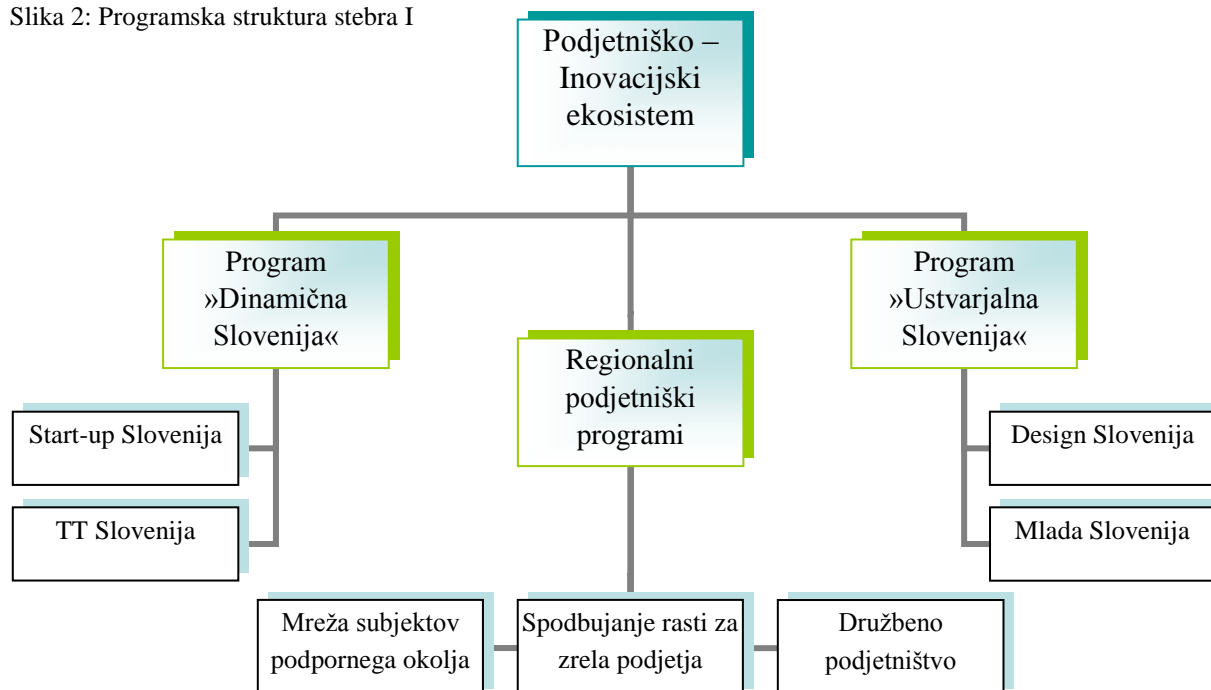 Slika 2: Programska struktura stebra I
Podjetniško –
Inovacijski
ekosistem
Program
»Dinamična
Slovenija«
Program
»Ustvarjalna
Slovenija«
Regionalni
podjetniški
programi
Start-up Slovenija
TT Slovenija
Design Slovenija
Mlada Slovenija
Mreža subjektov
podpornega okolja
Spodbujanje rasti za
zrela podjetja
Družbeno
podjetništvo